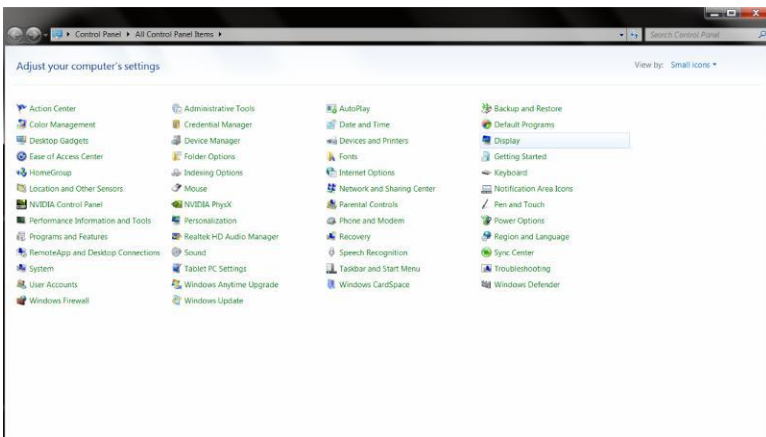 Control Panel ▸ All Control Panel Items ▸ Search Control Panel
Adjust your computer's settings View by: Small icons
Action Center Administrative Tools AutoPlay Backup and Restore
Color Management Credential Manager Date and Time Default Programs
Desktop Gadgets Device Manager Devices and Printers Display
Ease of Access Center Folder Options Fonts Getting Started
HomeGroup Indexing Options Internet Options Keyboard
Location and Other Sensors Mouse Network and Sharing Center Notification Area Icons
NVIDIA Control Panel NVIDIA PhysX Parental Controls Pen and Touch
Performance Information and Tools Personalization Phone and Modem Power Options
Programs and Features Realtek HD Audio Manager Recovery Region and Language
RemoteApp and Desktop Connections Sound Speech Recognition Sync Center
System Tablet PC Settings Taskbar and Start Menu Troubleshooting
User Accounts Windows Anytime Upgrade Windows CardSpace Windows Defender
Windows Firewall Windows Update